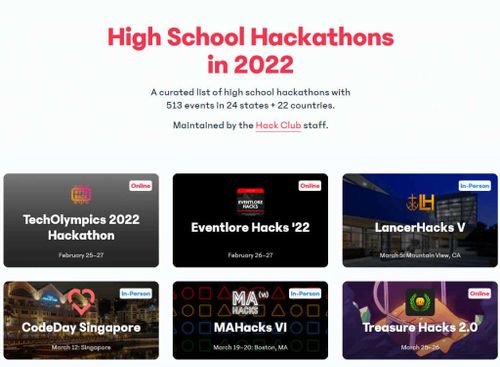 High School Hackathons
in 2022
A curated list of high school hackathons with
513 events in 24 states + 22 countries.
Maintained by the Hack Club staff.
Online
TechOlympics 2022
Hackathon
February 25–27
Online
EVENTLORE
HACKS
Eventlore Hacks '22
February 26–27
In-Person
LH
LancerHacks V
March 5: Mountain View, CA
In-Person
CodeDay Singapore
March 12: Singapore
In-Person
MA (VI)
HACKS
MAHacks VI
March 19–20: Boston, MA
Online
Treasure Hacks 2.0
March 25–26